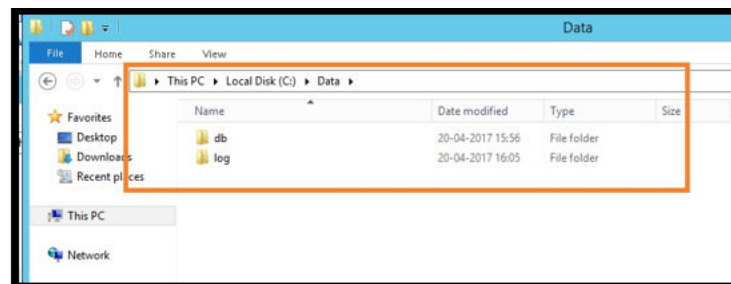 Data
File Home Share View
This PC Local Disk (C:) Data
Name Date modified Type Size
Favorites
Desktop
Downloads
Recent places
db 20-04-2017 15:56 File folder
log 20-04-2017 16:05 File folder
This PC
Network